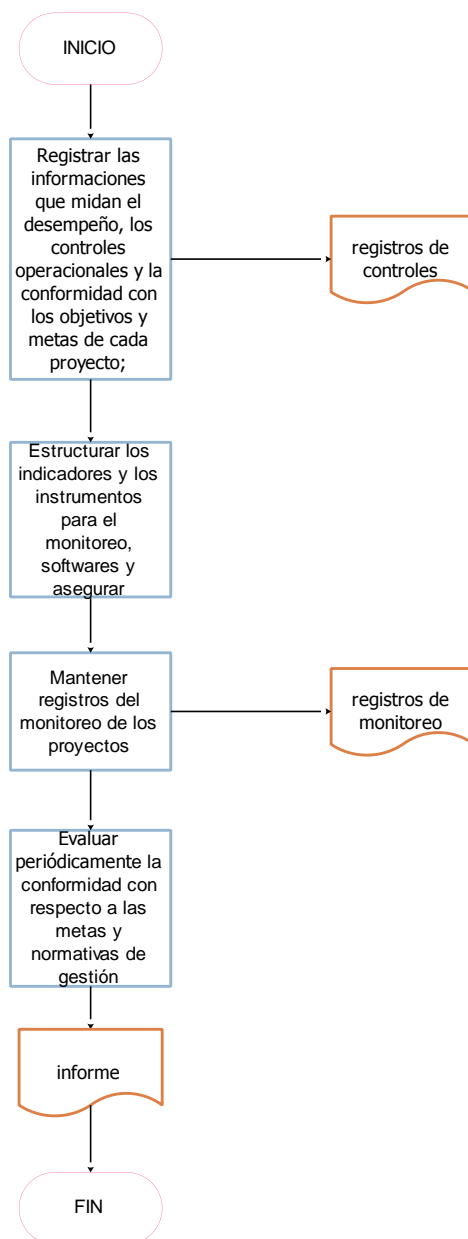 INICIO
Registrar las
informaciones
que midan el
desempeño, los
controles
operacionales y la
conformidad con
los objetivos y
metas de cada
proyecto;
registros de
controles
Estructurar los
indicadores y los
instrumentos
para el
monitoreo,
softwares y
asegurar
Mantener
registros del
monitoreo de los
proyectos
registros de
monitoreo
Evaluar
periódicamente la
conformidad con
respecto a las
metas y
normativas de
gestión
informe
FIN